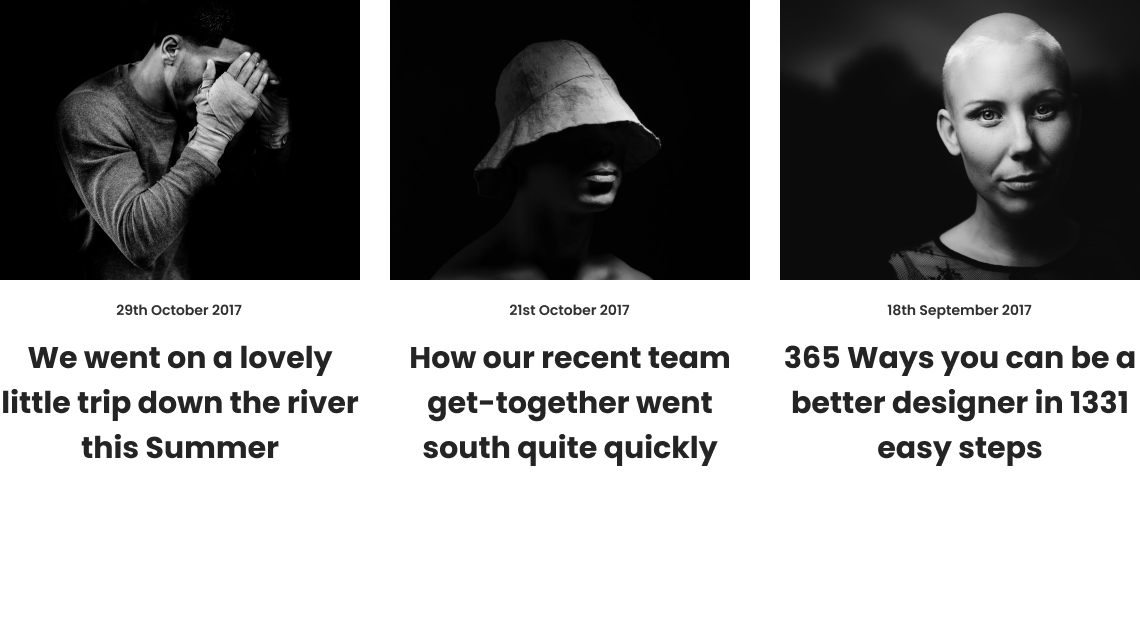 29th October 2017
We went on a lovely
little trip down the river
this Summer
21st October 2017
How our recent team
get-together went
south quite quickly
18th September 2017
365 Ways you can be a
better designer in 1331
easy steps